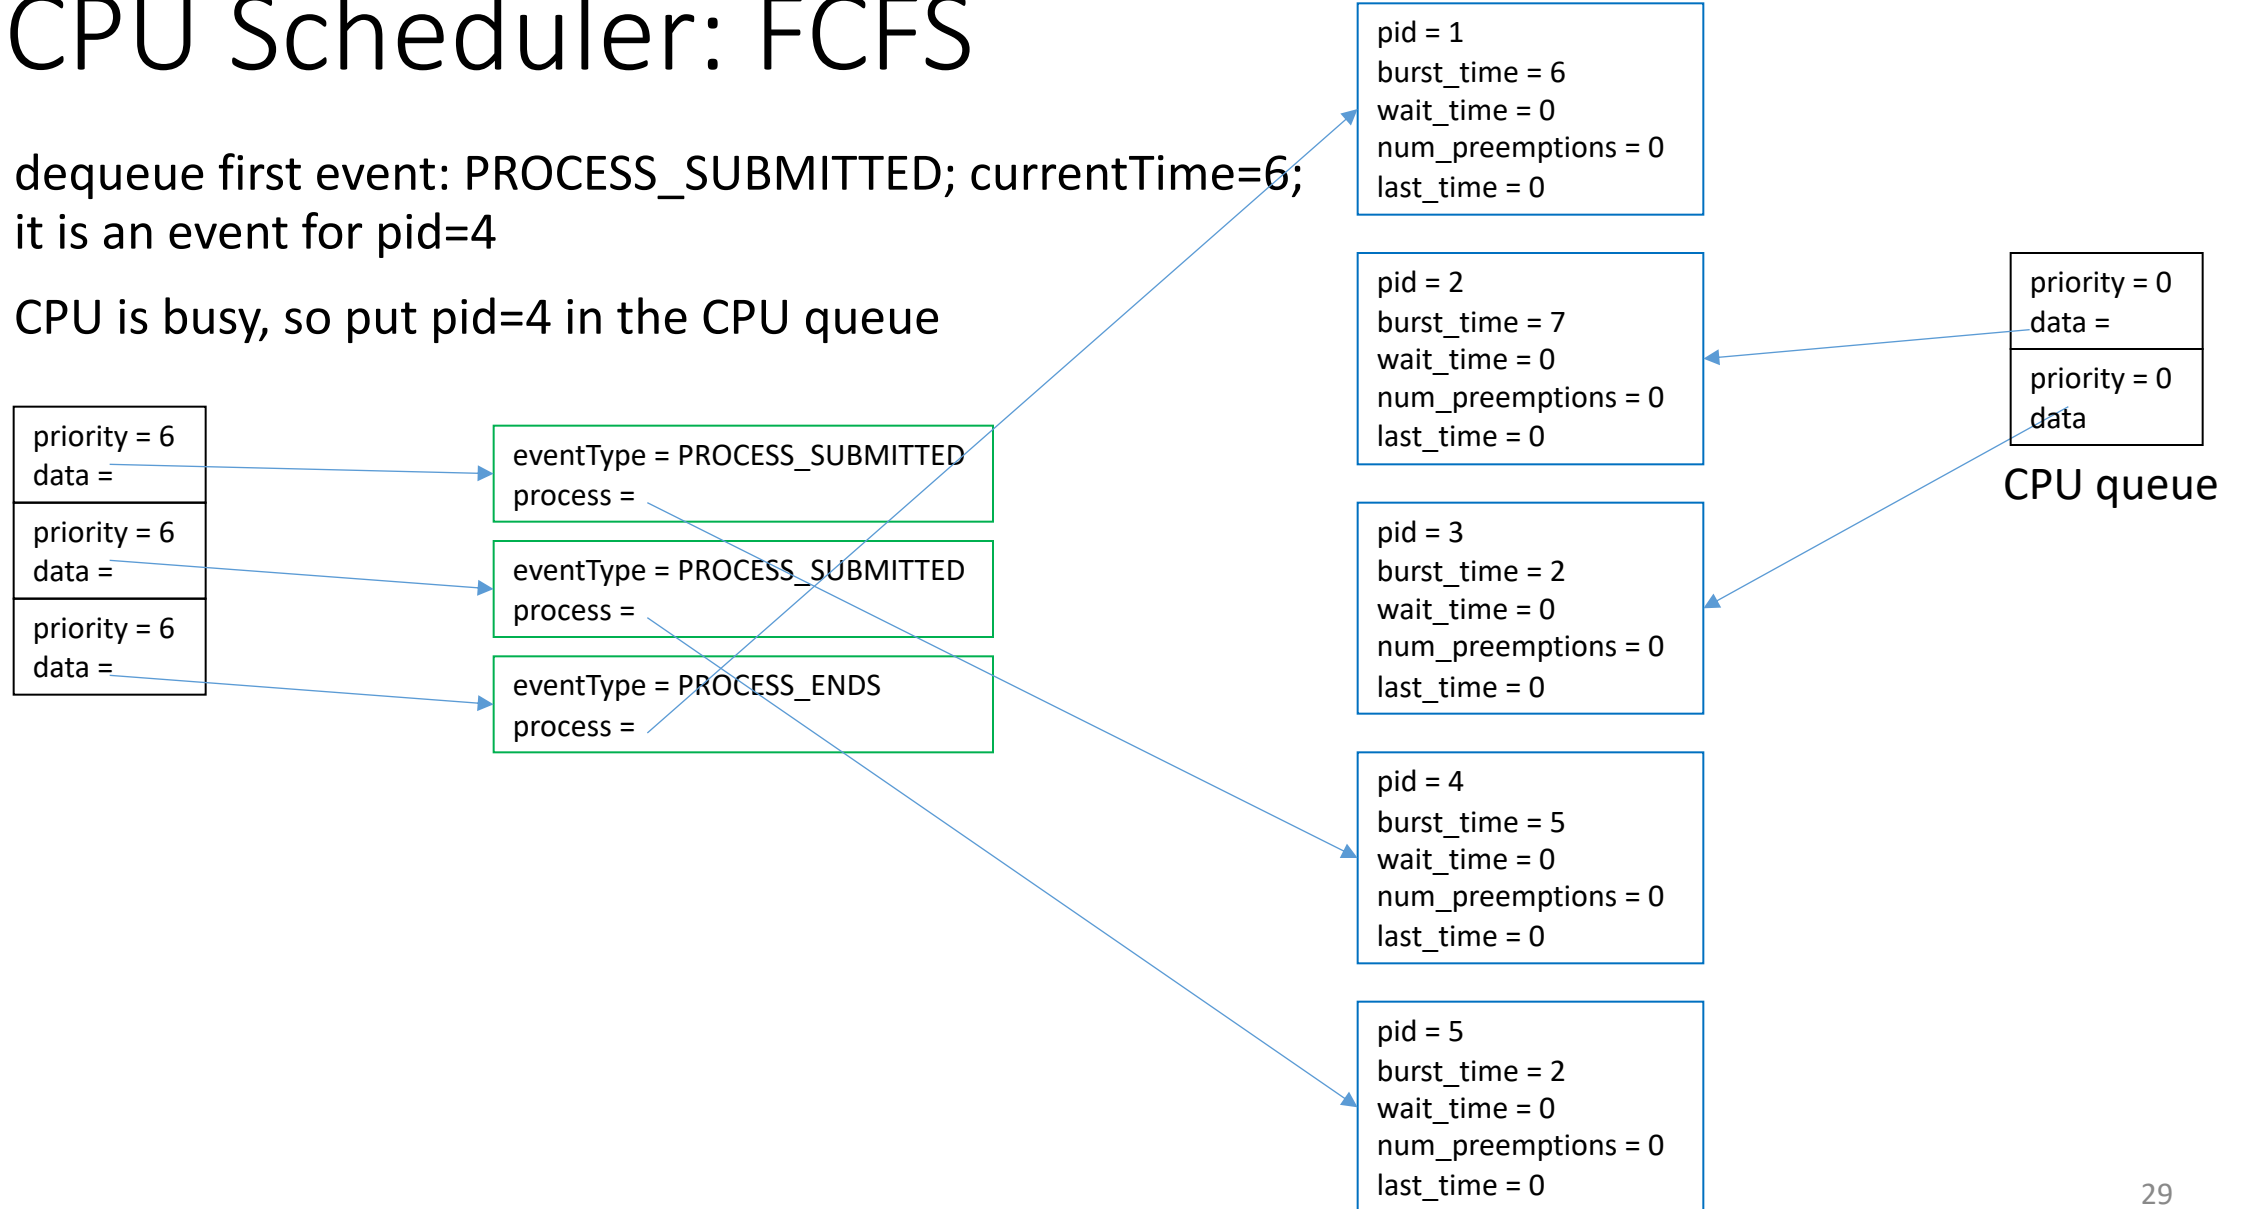 CPU Scheduler: FCFS
dequeue first event: PROCESS_SUBMITTED; currentTime=6;
it is an event for pid=4
CPU is busy, so put pid=4 in the CPU queue
priority = 6
data =
priority = 6
data =
priority = 6
data =
eventType = PROCESS_SUBMITTED
process =
eventType = PROCESS_SUBMITTED
process =
eventType = PROCESS_ENDS
process =
pid = 1
burst_time = 6
wait_time = 0
num_preemptions = 0
last_time = 0
pid = 2
burst_time = 7
wait_time = 0
num_preemptions = 0
last_time = 0
pid = 3
burst_time = 2
wait_time = 0
num_preemptions = 0
last_time = 0
pid = 4
burst_time = 5
wait_time = 0
num_preemptions = 0
last_time = 0
pid = 5
burst_time = 2
wait_time = 0
num_preemptions = 0
last_time = 0
priority = 0
data =
priority = 0
data
CPU queue
29